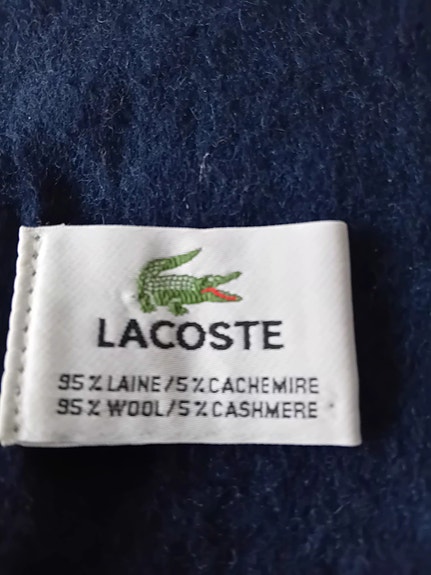 LACOSTE
95% LAINE/5% CACHEMIRE
95% WOOL/5% CASHMERE